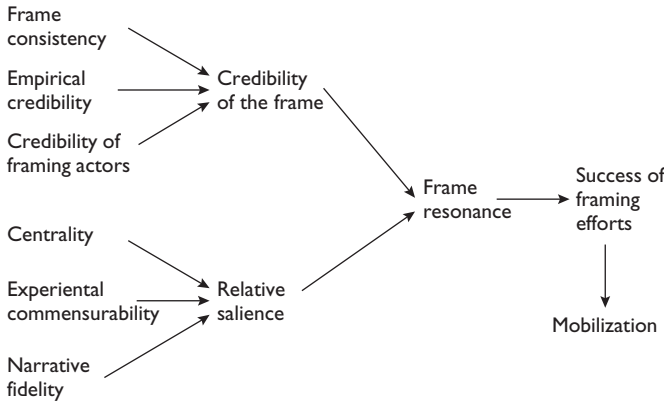 Frame
consistency
Empirical
credibility
Credibility of
framing actors
Credibility
of the frame
Centrality
Experiental
commensurability
Narrative
fidelity
Relative
salience
Frame
resonance
Success of
framing
efforts
Mobilization